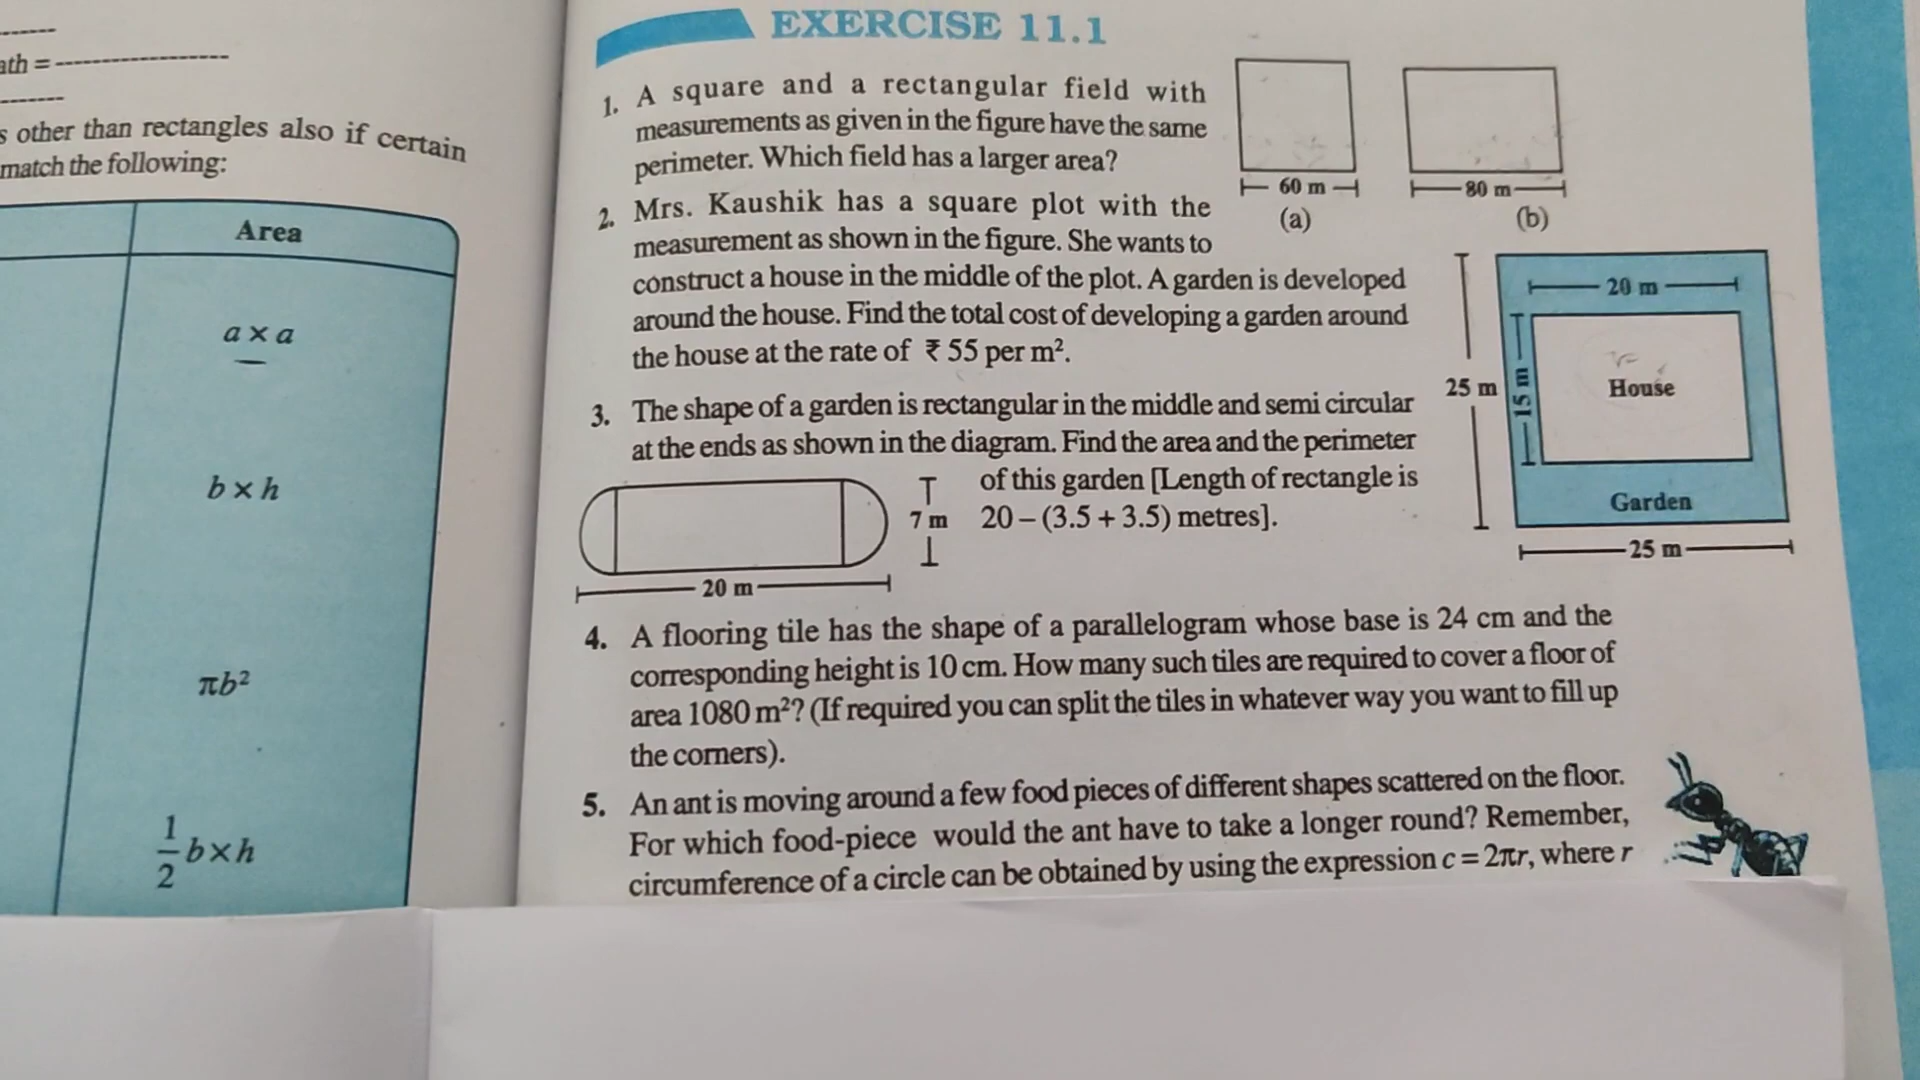 ath = -------------------
s other than rectangles also if certain
match the following:
Area
a × a
b × h
πb²
1/2 b × h
EXERCISE 11.1
1. A square and a rectangular field with
measurements as given in the figure have the same
perimeter. Which field has a larger area?
60 m
(a)
80 m
(b)
2. Mrs. Kaushik has a square plot with the
measurement as shown in the figure. She wants to
construct a house in the middle of the plot. A garden is developed
around the house. Find the total cost of developing a garden around
the house at the rate of ₹ 55 per m².
20 m
25 m
15 m
House
Garden
25 m
3. The shape of a garden is rectangular in the middle and semi circular
at the ends as shown in the diagram. Find the area and the perimeter
of this garden [Length of rectangle is
20 – (3.5 + 3.5) metres].
7 m
20 m
4. A flooring tile has the shape of a parallelogram whose base is 24 cm and the
corresponding height is 10 cm. How many such tiles are required to cover a floor of
area 1080 m²? (If required you can split the tiles in whatever way you want to fill up
the corners).
5. An ant is moving around a few food pieces of different shapes scattered on the floor.
For which food-piece would the ant have to take a longer round? Remember,
circumference of a circle can be obtained by using the expression c = 2πr, where r